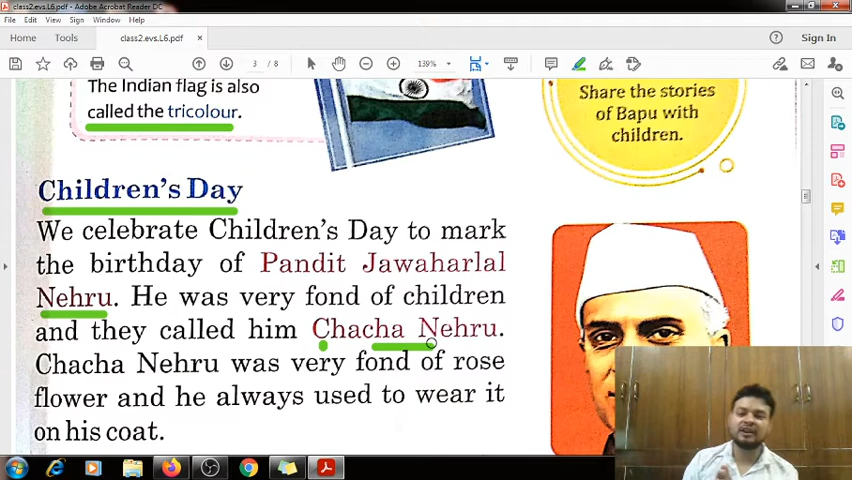 class2.evs.L6.pdf - Adobe Acrobat Reader DC
File Edit View Sign Window Help
Home Tools class2.evs.L6.pdf × Sign In
3 / 8 139%
The Indian flag is also
called the tricolour.
Share the stories
of Bapu with
children.
Children's Day
We celebrate Children's Day to mark
the birthday of Pandit Jawaharlal
Nehru. He was very fond of children
and they called him Chacha Nehru.
Chacha Nehru was very fond of rose
flower and he always used to wear it
on his coat.